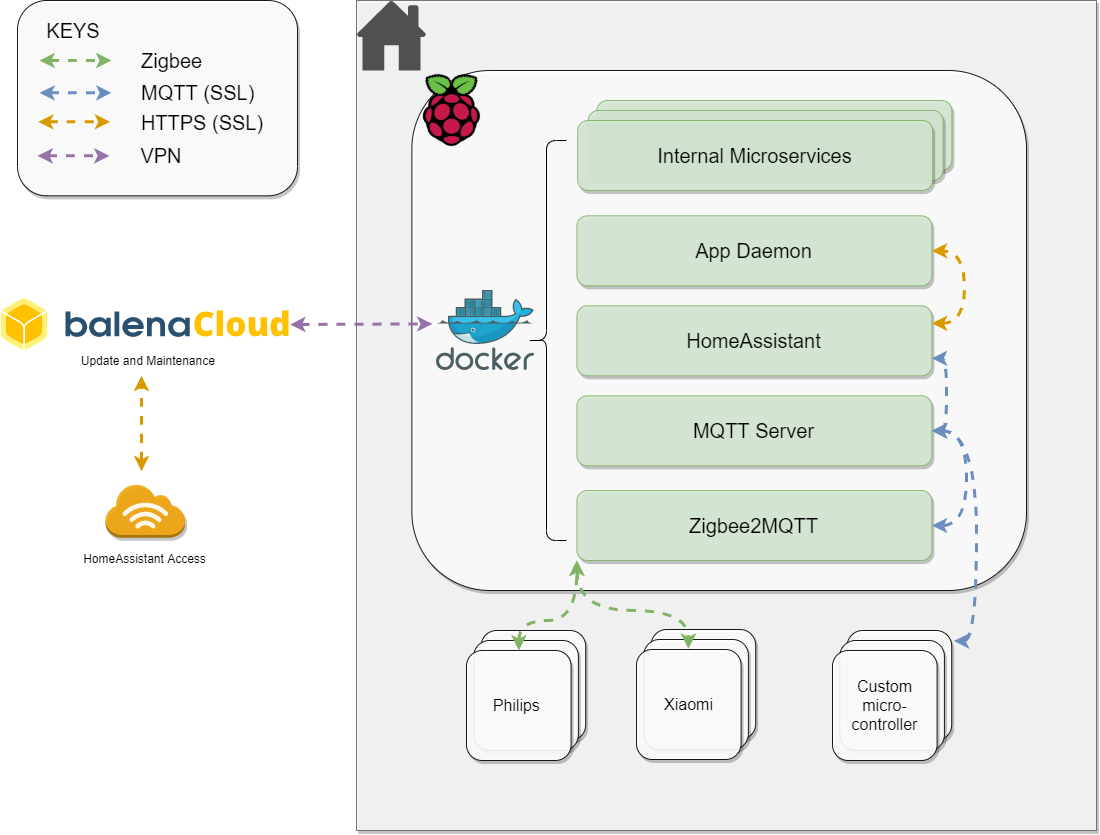 KEYS
Zigbee
MQTT (SSL)
HTTPS (SSL)
VPN
Internal Microservices
App Daemon
HomeAssistant
MQTT Server
Zigbee2MQTT
docker
balenaCloud
Update and Maintenance
HomeAssistant Access
Philips
Xiaomi
Custom
micro-
controller